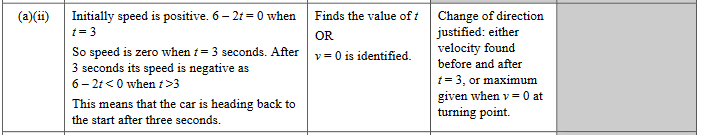 (a)(ii)
Initially speed is positive. 6 – 2t = 0 when
t = 3
So speed is zero when t = 3 seconds. After
3 seconds its speed is negative as
6 – 2t < 0 when t >3
This means that the car is heading back to
the start after three seconds.
Finds the value of t
OR
v = 0 is identified.
Change of direction
justified: either
velocity found
before and after
t = 3, or maximum
given when v = 0 at
turning point.